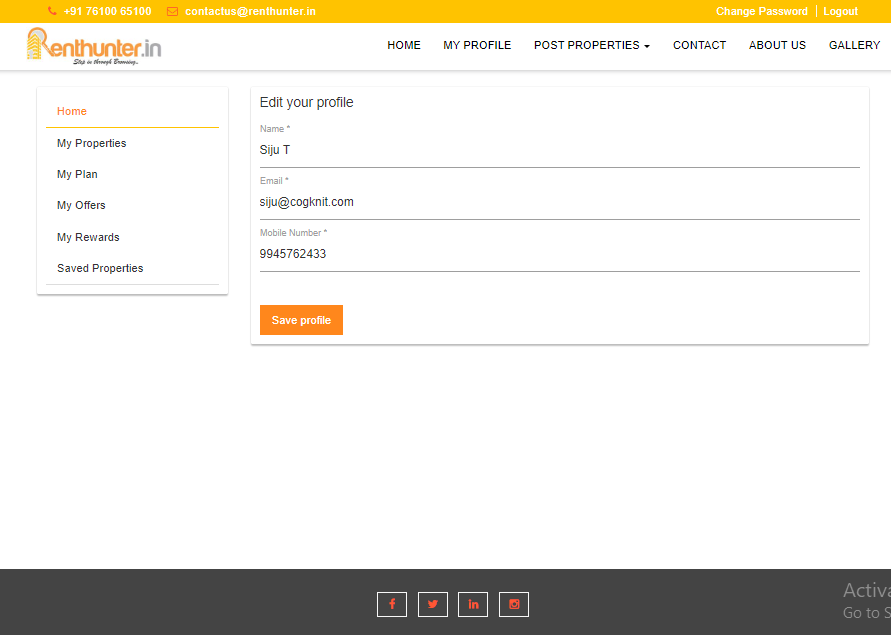 +91 76100 65100 contactus@renthunter.in Change Password | Logout
Renthunter.in
Step in through Browsing..
HOME MY PROFILE POST PROPERTIES CONTACT ABOUT US GALLERY
Home
My Properties
My Plan
My Offers
My Rewards
Saved Properties
Edit your profile
Name *
Siju T
Email *
siju@cogknit.com
Mobile Number *
9945762433
Save profile
Activa
Go to S